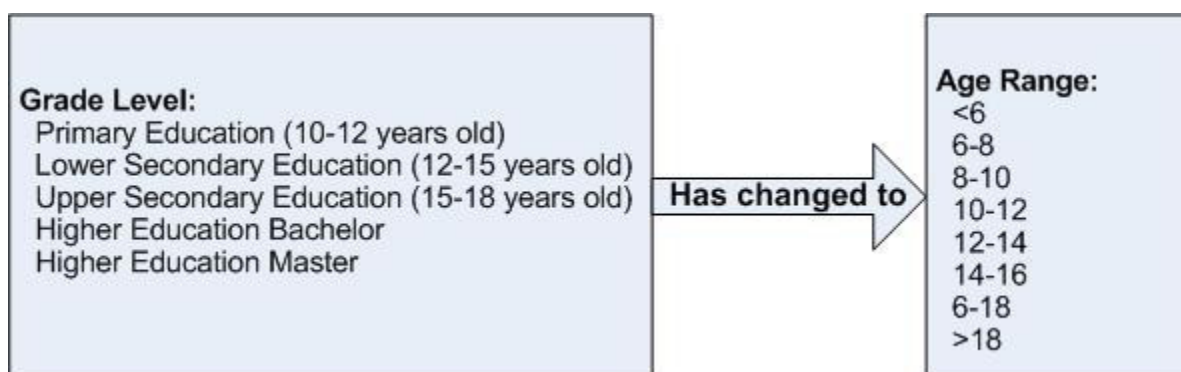 Grade Level:
Primary Education (10-12 years old)
Lower Secondary Education (12-15 years old)
Upper Secondary Education (15-18 years old)
Higher Education Bachelor
Higher Education Master
Has changed to
Age Range:
<6
6-8
8-10
10-12
12-14
14-16
6-18
>18